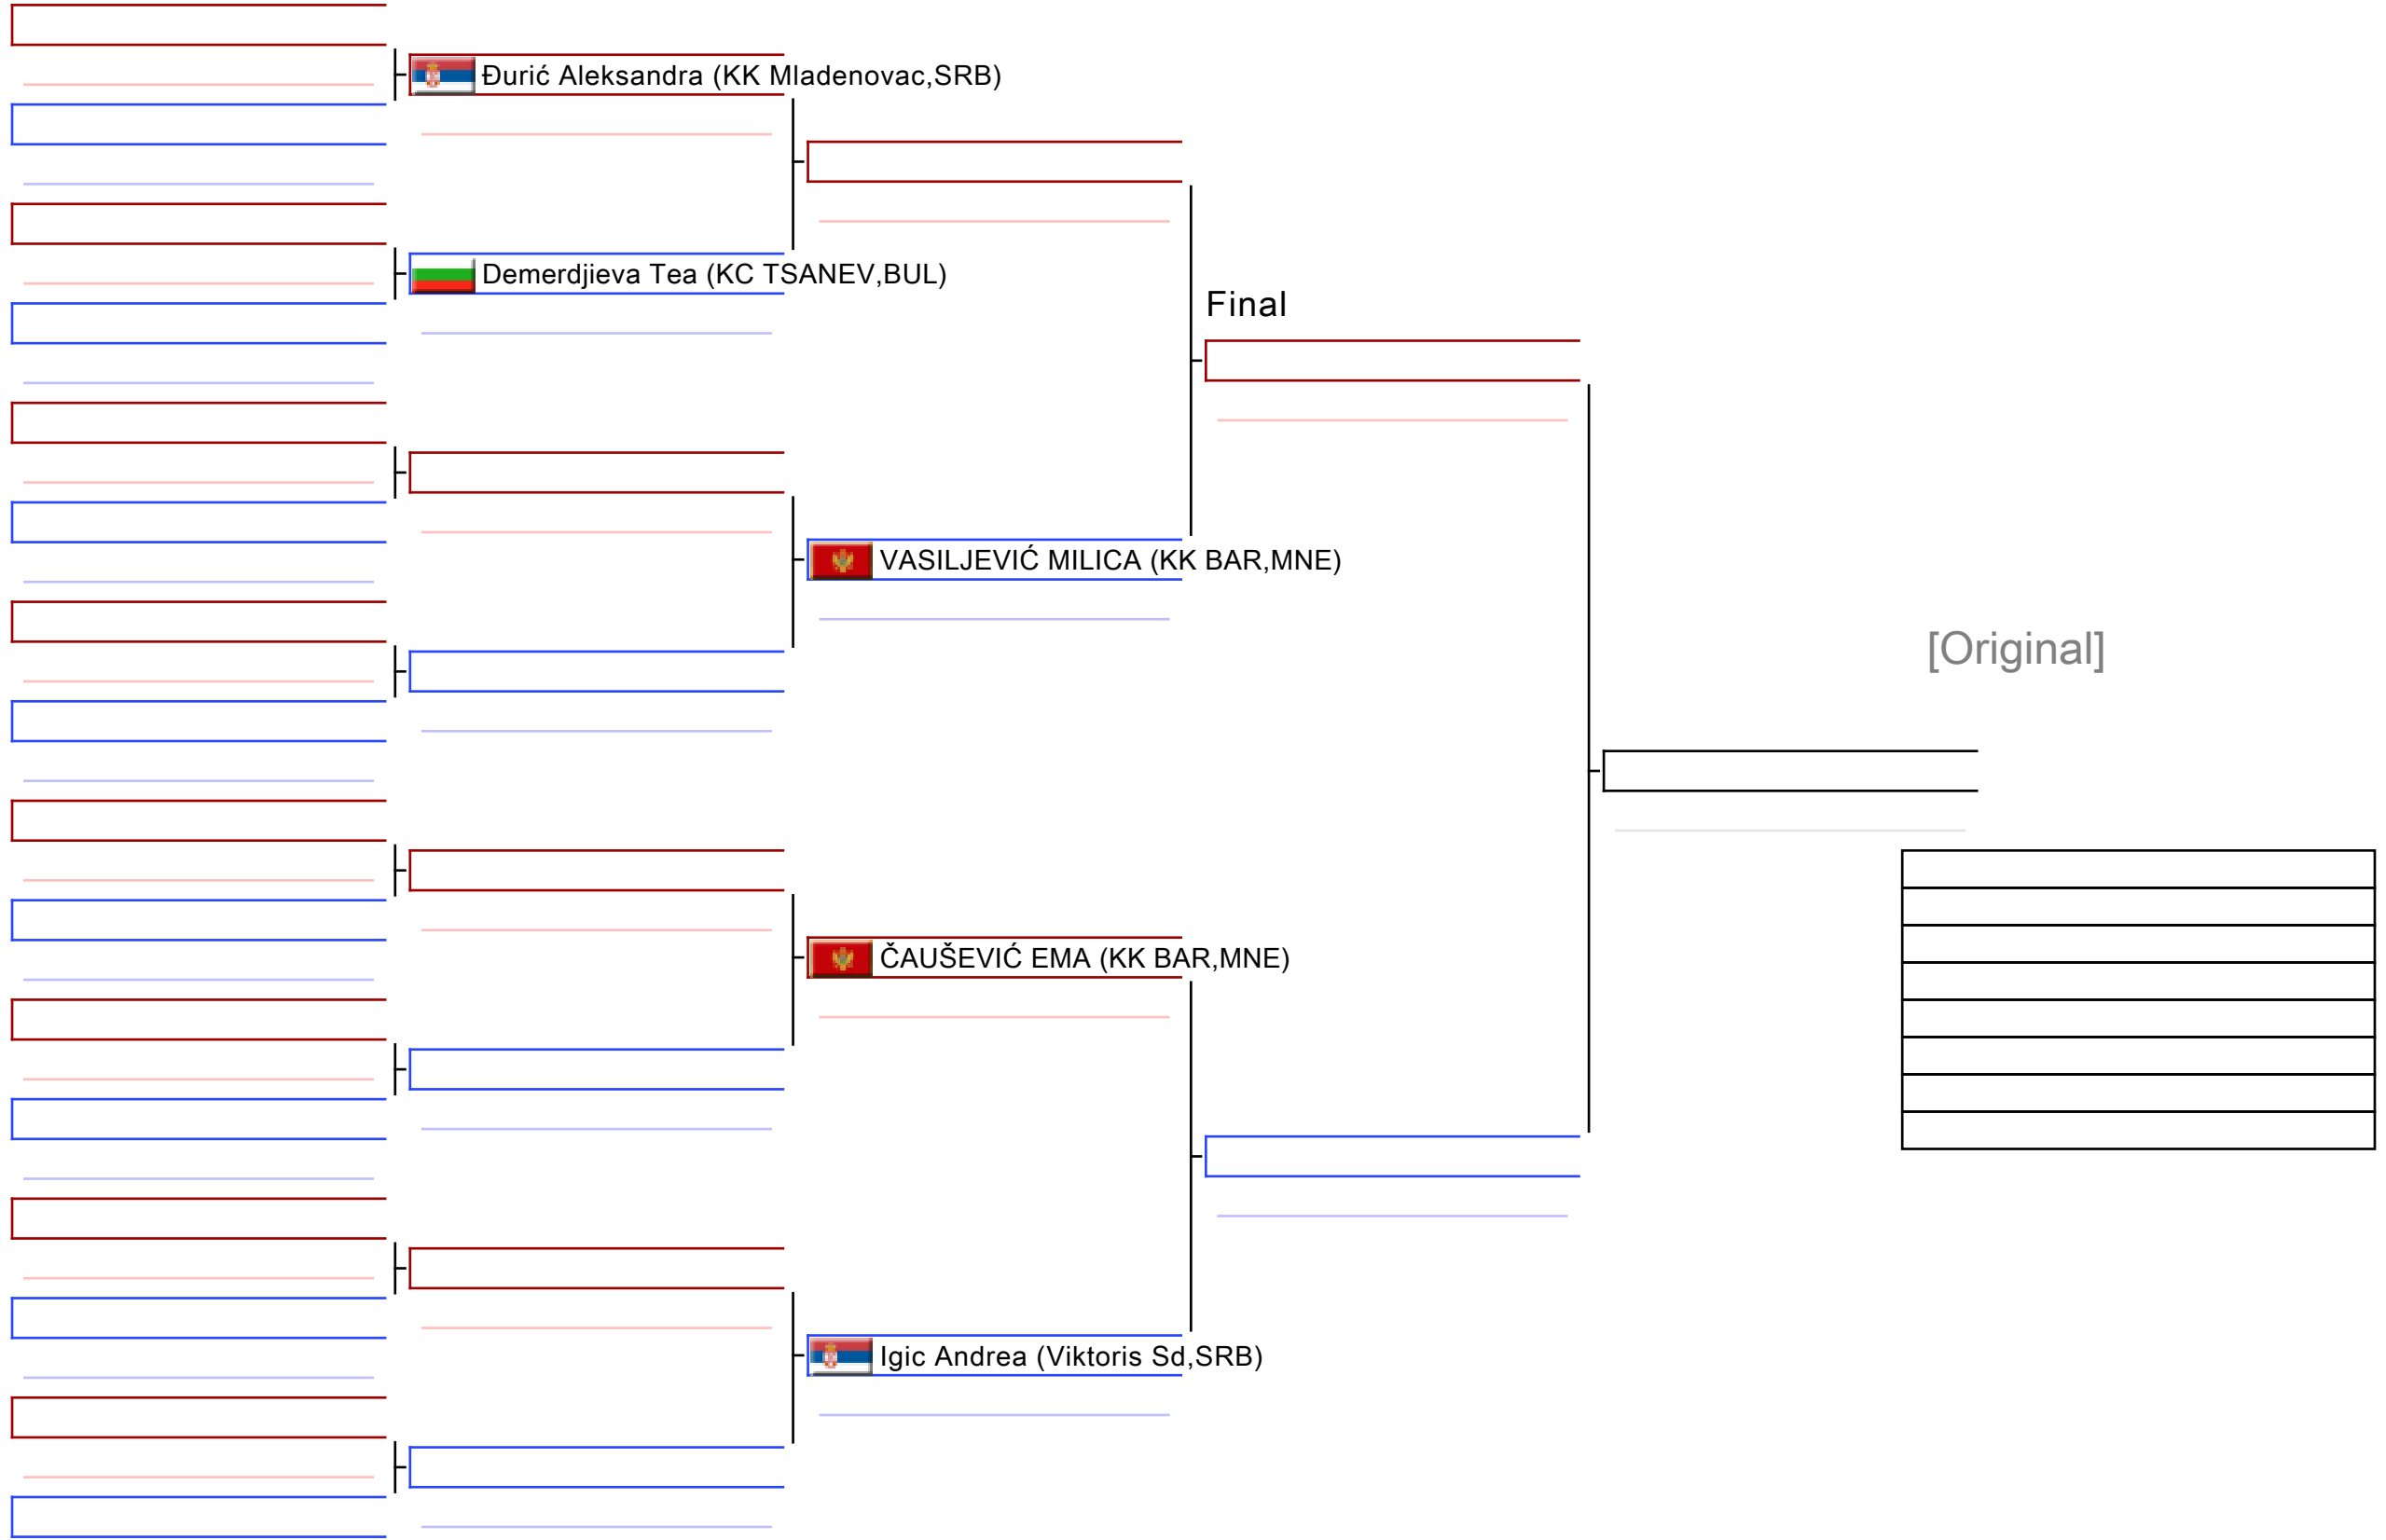 Đurić Aleksandra (KK Mladenovac,SRB)
Demerdjieva Tea (KC TSANEV,BUL)
Final
VASILJEVIĆ MILICA (KK BAR,MNE)
[Original]
ČAUŠEVIĆ EMA (KK BAR,MNE)
Igic Andrea (Viktoris Sd,SRB)